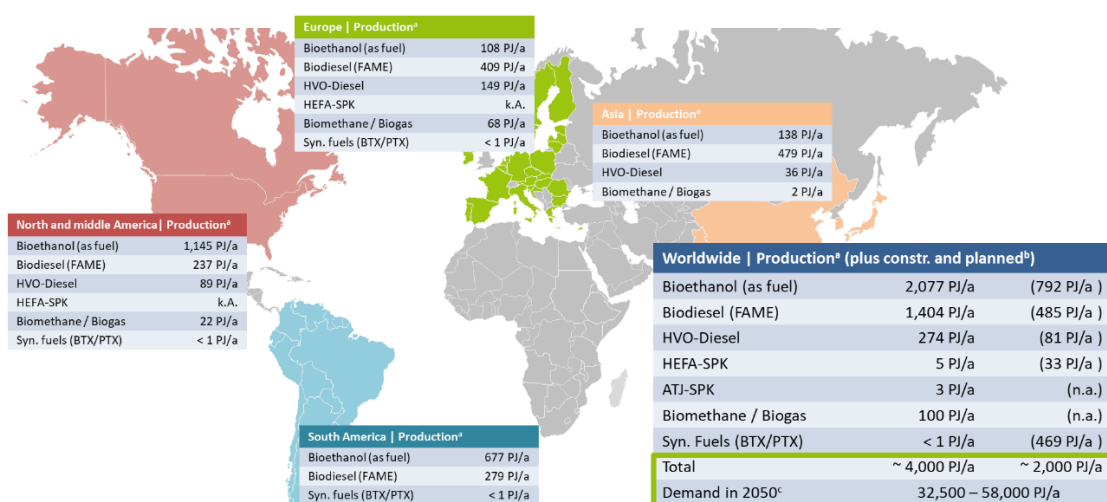 Europe | Productionª
Bioethanol (as fuel) 108 PJ/a
Biodiesel (FAME) 409 PJ/a
HVO-Diesel 149 PJ/a
HEFA-SPK k.A.
Biomethane / Biogas 68 PJ/a
Syn. fuels (BTX/PTX) < 1 PJ/a
Asia | Productionª
Bioethanol (as fuel) 138 PJ/a
Biodiesel (FAME) 479 PJ/a
HVO-Diesel 36 PJ/a
Biomethane / Biogas 2 PJ/a
North and middle America| Productionª
Bioethanol (as fuel) 1,145 PJ/a
Biodiesel (FAME) 237 PJ/a
HVO-Diesel 89 PJ/a
HEFA-SPK k.A.
Biomethane / Biogas 22 PJ/a
Syn. fuels (BTX/PTX) < 1 PJ/a
Worldwide | Productionª (plus constr. and plannedᵇ)
Bioethanol (as fuel) 2,077 PJ/a (792 PJ/a )
Biodiesel (FAME) 1,404 PJ/a (485 PJ/a )
HVO-Diesel 274 PJ/a (81 PJ/a )
HEFA-SPK 5 PJ/a (33 PJ/a )
ATJ-SPK 3 PJ/a (n.a.)
Biomethane / Biogas 100 PJ/a (n.a.)
Syn. Fuels (BTX/PTX) < 1 PJ/a (469 PJ/a )
Total ~ 4,000 PJ/a ~ 2,000 PJ/a
Demand in 2050ᶜ 32,500 – 58,000 PJ/a
South America | Productionª
Bioethanol (as fuel) 677 PJ/a
Biodiesel (FAME) 279 PJ/a
Syn. fuels (BTX/PTX) < 1 PJ/a